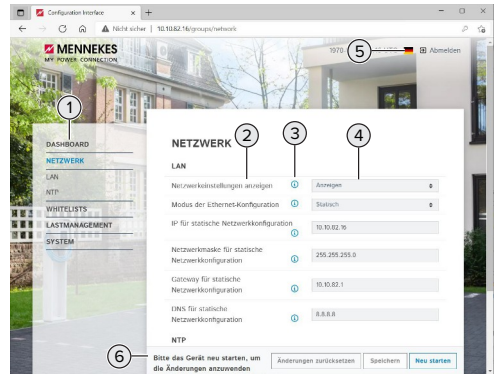 Configuration Interface
Nicht sicher | 10.10.82.16/groups/network
MENNEKES
MY POWER CONNECTION
1970
5
Abmelden
1
DASHBOARD
NETZWERK
LAN
NTP
WHITELISTS
LASTMANAGEMENT
SYSTEM
NETZWERK
2
3
4
LAN
Netzwerkeinstellungen anzeigen
Anzeigen
Modus der Ethernet-Konfiguration
Statisch
IP für statische Netzwerkkonfiguration
10.10.82.16
Netzwerkmaske für statische
Netzwerkkonfiguration
255.255.255.0
Gateway für statische
Netzwerkkonfiguration
10.10.82.1
DNS für statische
Netzwerkkonfiguration
8.8.8.8
NTP
6
Bitte das Gerät neu starten, um
die Änderungen anzuwenden
Änderungen zurücksetzen
Speichern
Neu starten